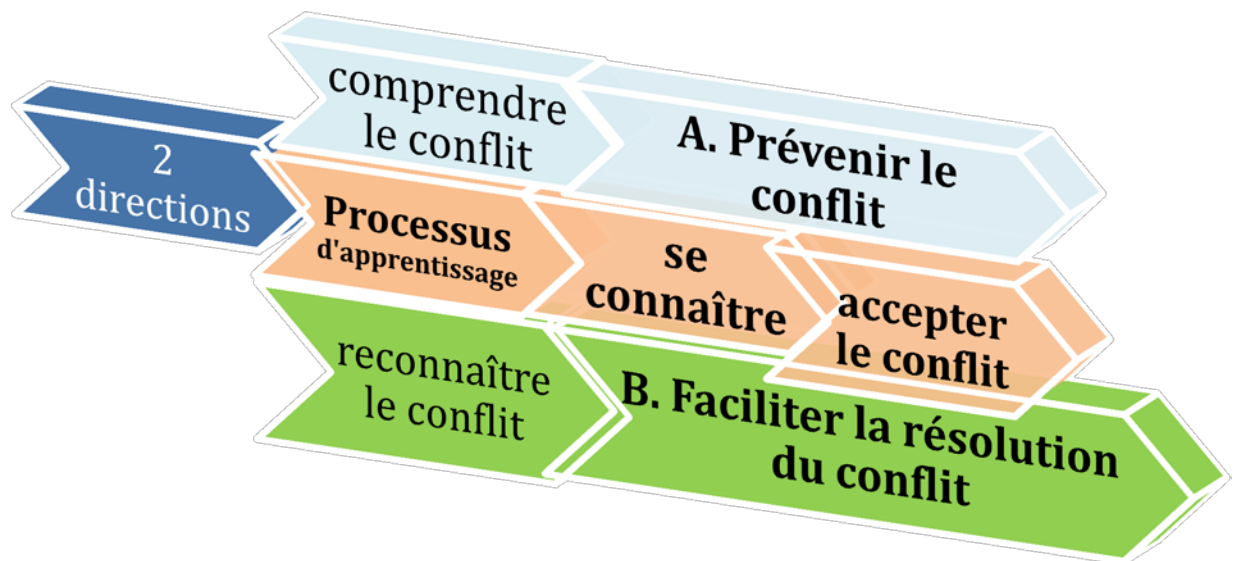 2
directions
comprendre
le conflit
A. Prévenir le
conflit
Processus
d'apprentissage
se
connaître
accepter
le conflit
reconnaître
le conflit
B. Faciliter la résolution
du conflit